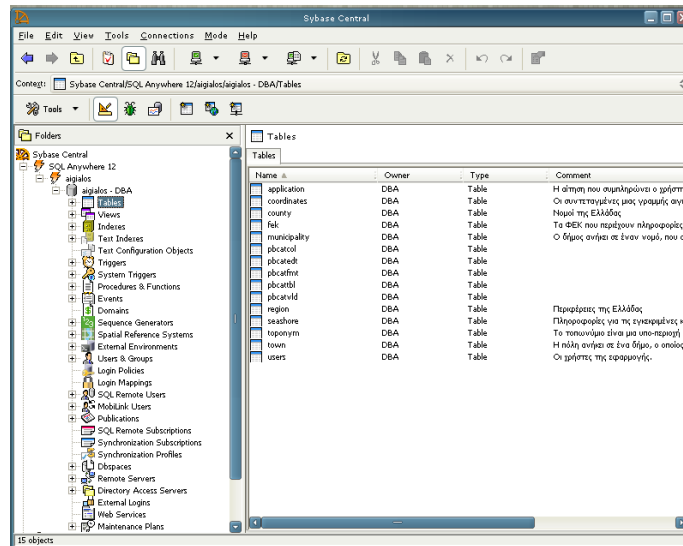 Sybase Central
File Edit View Tools Connections Mode Help
Context: Sybase Central/SQL Anywhere 12/aigialos/aigialos - DBA/Tables
Tools
Folders
Sybase Central
SQL Anywhere 12
aigialos
aigialos - DBA
Tables
Views
Indexes
Text Indexes
Text Configuration Objects
Triggers
System Triggers
Procedures & Functions
Events
Domains
Sequence Generators
Spatial Reference Systems
External Environments
Users & Groups
Login Policies
Login Mappings
SQL Remote Users
MobiLink Users
Publications
SQL Remote Subscriptions
Synchronization Subscriptions
Synchronization Profiles
Dbspaces
Remote Servers
Directory Access Servers
External Logins
Web Services
Maintenance Plans
Tables
Tables
Name Owner Type Comment
application DBA Table Η αίτηση που συμπληρώνει ο χρήστη
coordinates DBA Table Οι συντεταγμένες μιας γραμμής αιγι
county DBA Table Νομοί της Ελλάδας
fek DBA Table Τα ΦΕΚ που περιέχουν πληροφορίες
municipality DBA Table Ο δήμος ανήκει σε έναν νομό, που α
pbcatcol DBA Table
pbcatedt DBA Table
pbcatfmt DBA Table
pbcattbl DBA Table
pbcatvld DBA Table
region DBA Table Περιφέρειες της Ελλάδας
seashore DBA Table Πληροφορίες για τις εγκεκριμένες κ
toponym DBA Table Το τοπωνύμιο είναι μια υπο-περιοχή
town DBA Table Η πόλη ανήκει σε ένα δήμο, ο οποίος
users DBA Table Οι χρήστες της εφαρμογής.
15 objects